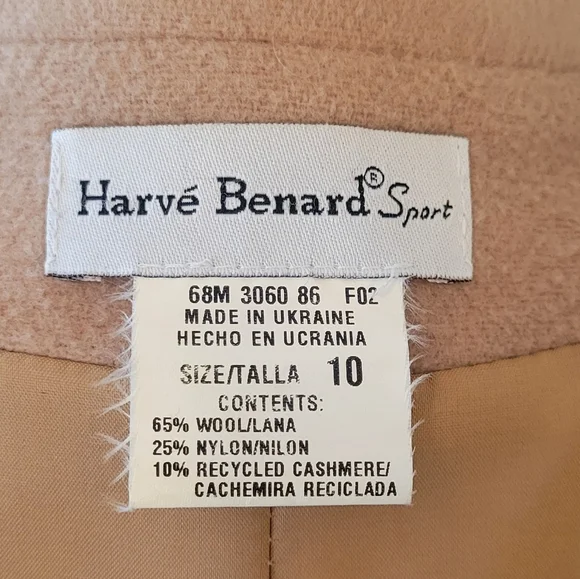 Harvé Benard® Sport
68M 3060 86 F02
MADE IN UKRAINE
HECHO EN UCRANIA
SIZE/TALLA 10
CONTENTS:
65% WOOL/LANA
25% NYLON/NILON
10% RECYCLED CASHMERE/
CACHEMIRA RECICLADA